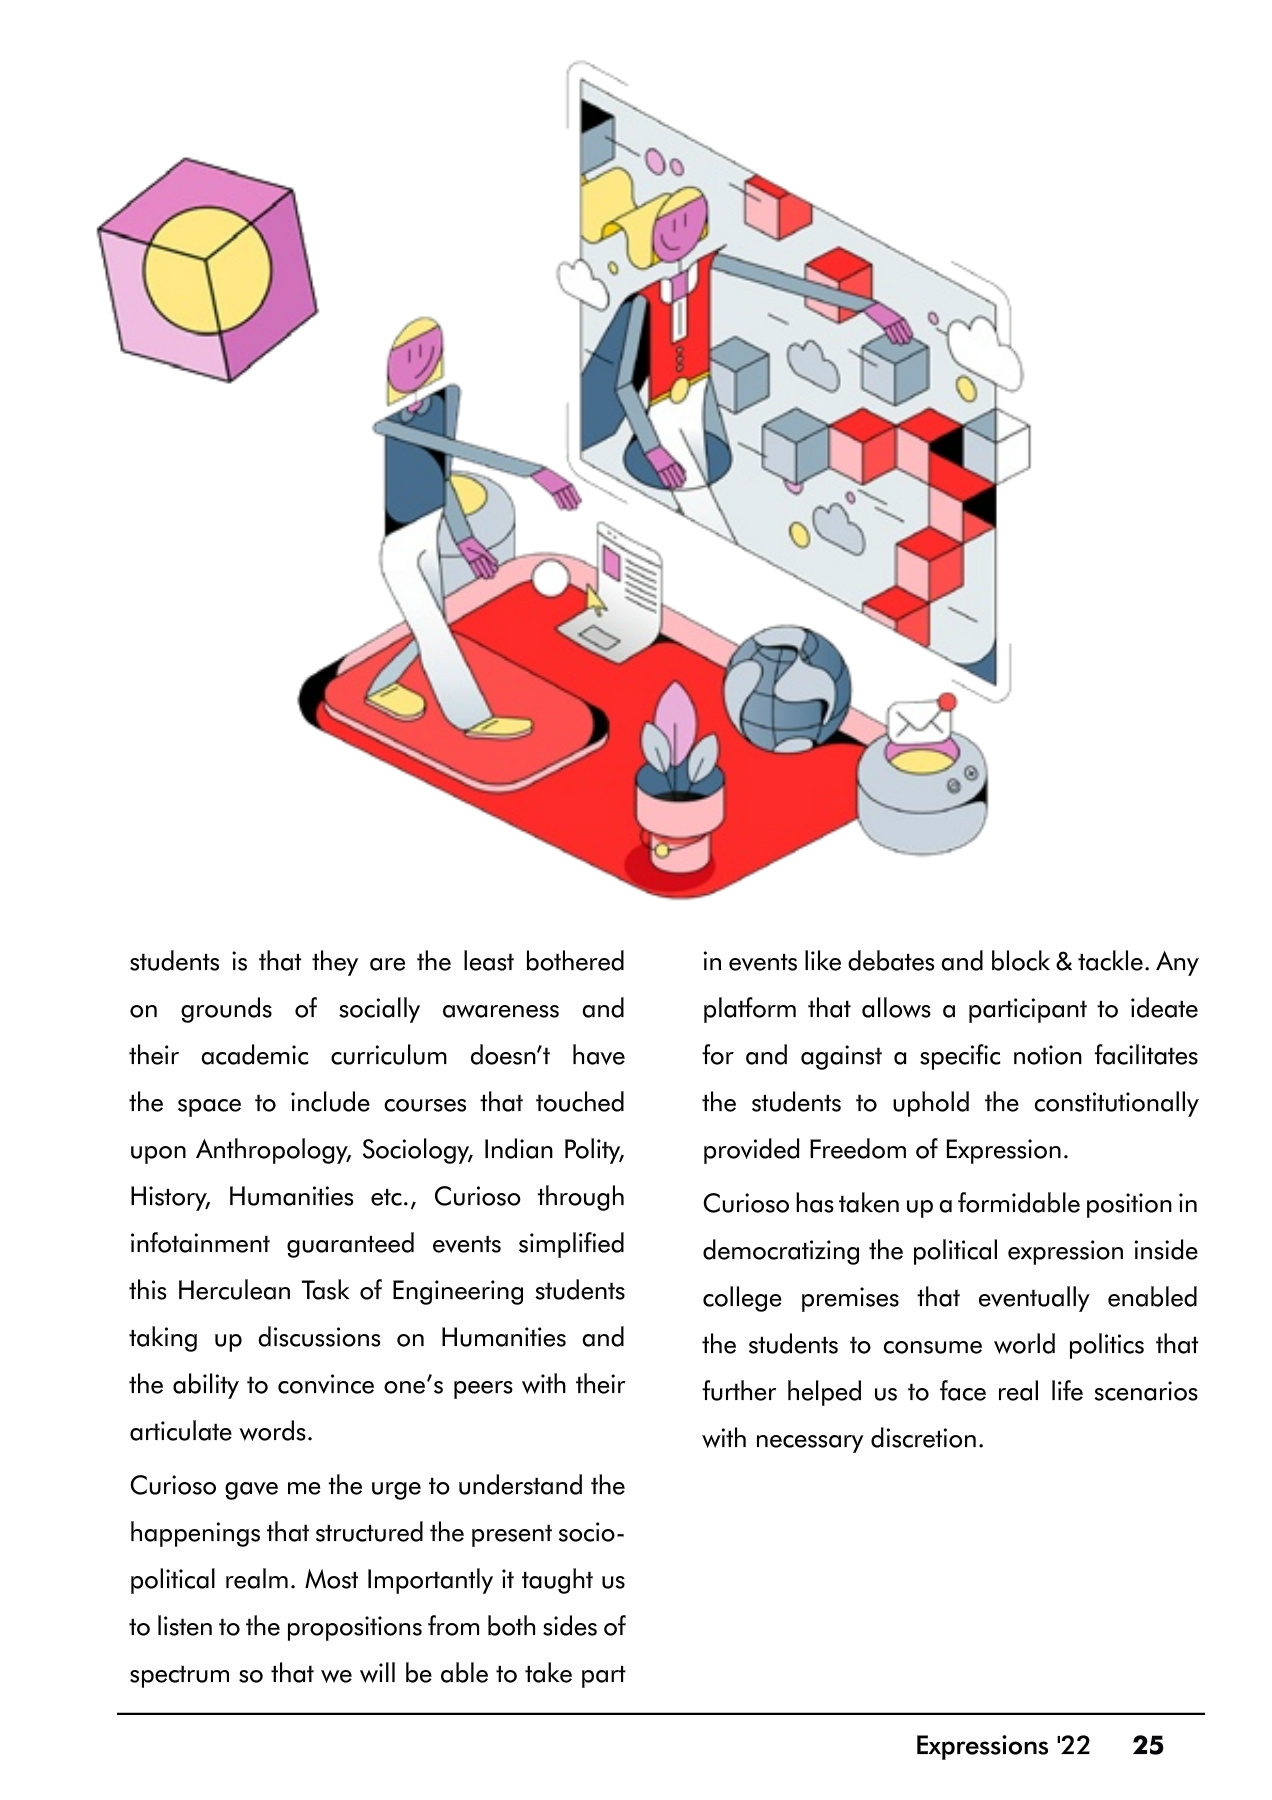 students is that they are the least bothered
on grounds of socially awareness and
their academic curriculum doesn't have
the space to include courses that touched
upon Anthropology, Sociology, Indian Polity,
History, Humanities etc., Curioso through
infotainment guaranteed events simplified
this Herculean Task of Engineering students
taking up discussions on Humanities and
the ability to convince one's peers with their
articulate words.
Curioso gave me the urge to understand the
happenings that structured the present socio-
political realm. Most Importantly it taught us
to listen to the propositions from both sides of
spectrum so that we will be able to take part
in events like debates and block & tackle. Any
platform that allows a participant to ideate
for and against a specific notion facilitates
the students to uphold the constitutionally
provided Freedom of Expression.
Curioso has taken up a formidable position in
democratizing the political expression inside
college premises that eventually enabled
the students to consume world politics that
further helped us to face real life scenarios
with necessary discretion.
Expressions '22 25